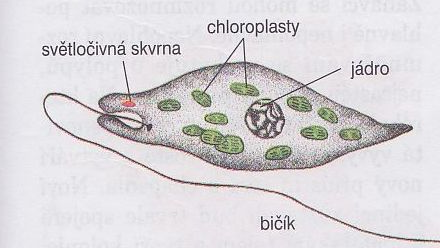 chloroplasty
světločivná skvrna
jádro
bičík